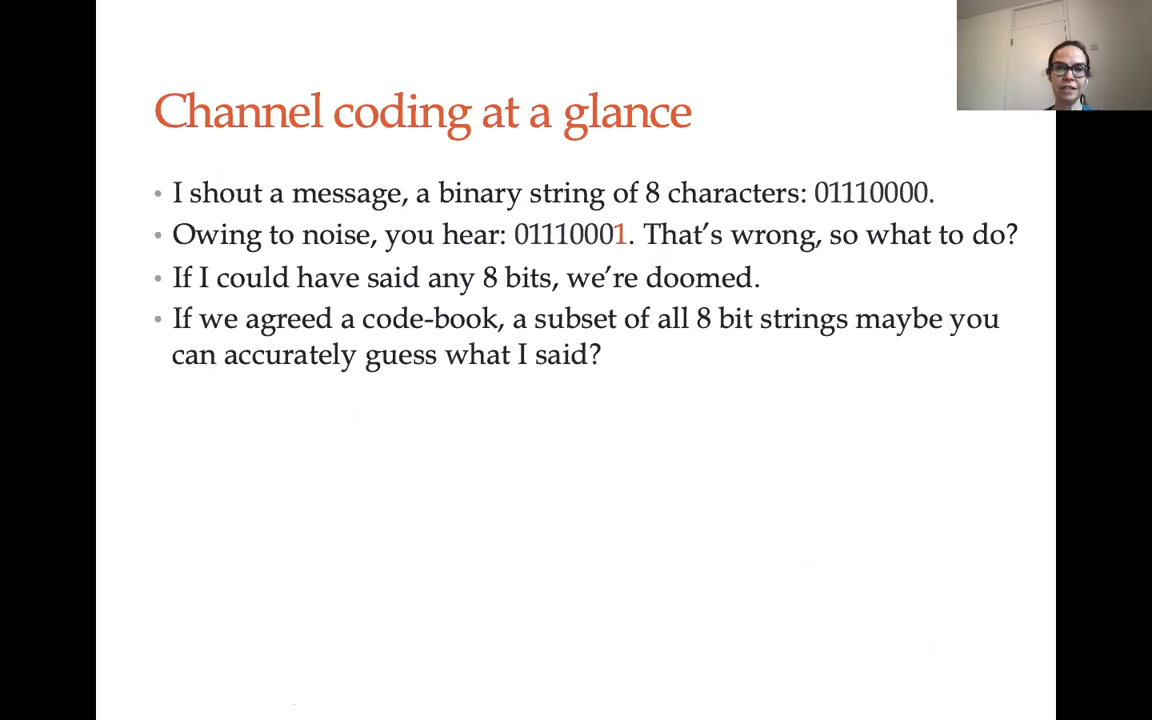 Channel coding at a glance
• I shout a message, a binary string of 8 characters: 01110000.
• Owing to noise, you hear: 01110001. That’s wrong, so what to do?
• If I could have said any 8 bits, we’re doomed.
• If we agreed a code-book, a subset of all 8 bit strings maybe you
can accurately guess what I said?